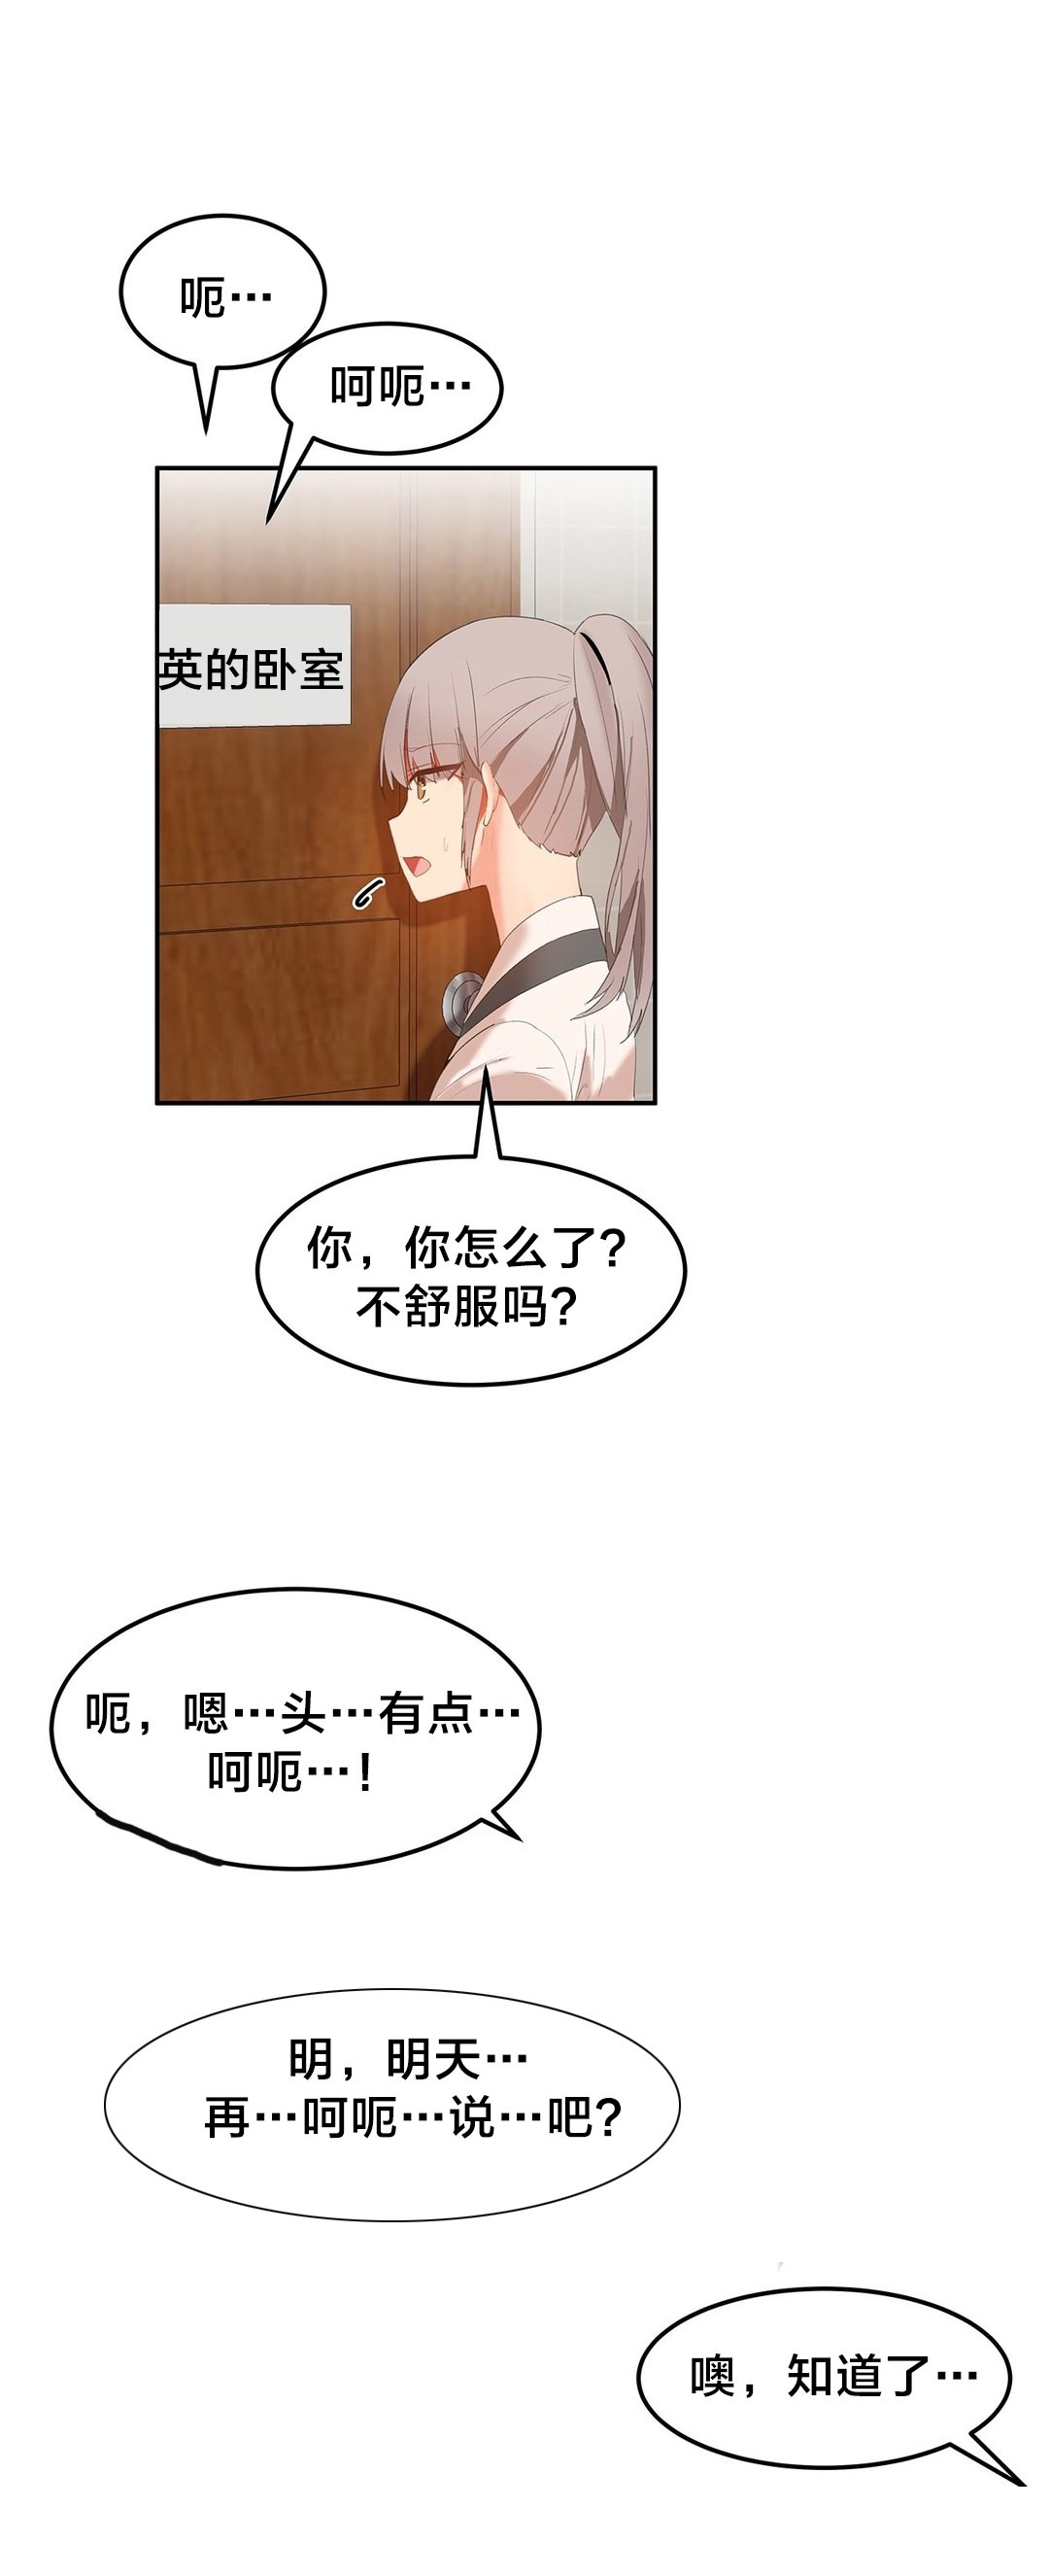 呃…
呵呃…
英的卧室
你，你怎么了？
不舒服吗？
呃，嗯…头…有点…
呵呃…！
明，明天…
再…呵呃…说…吧？
噢，知道了…